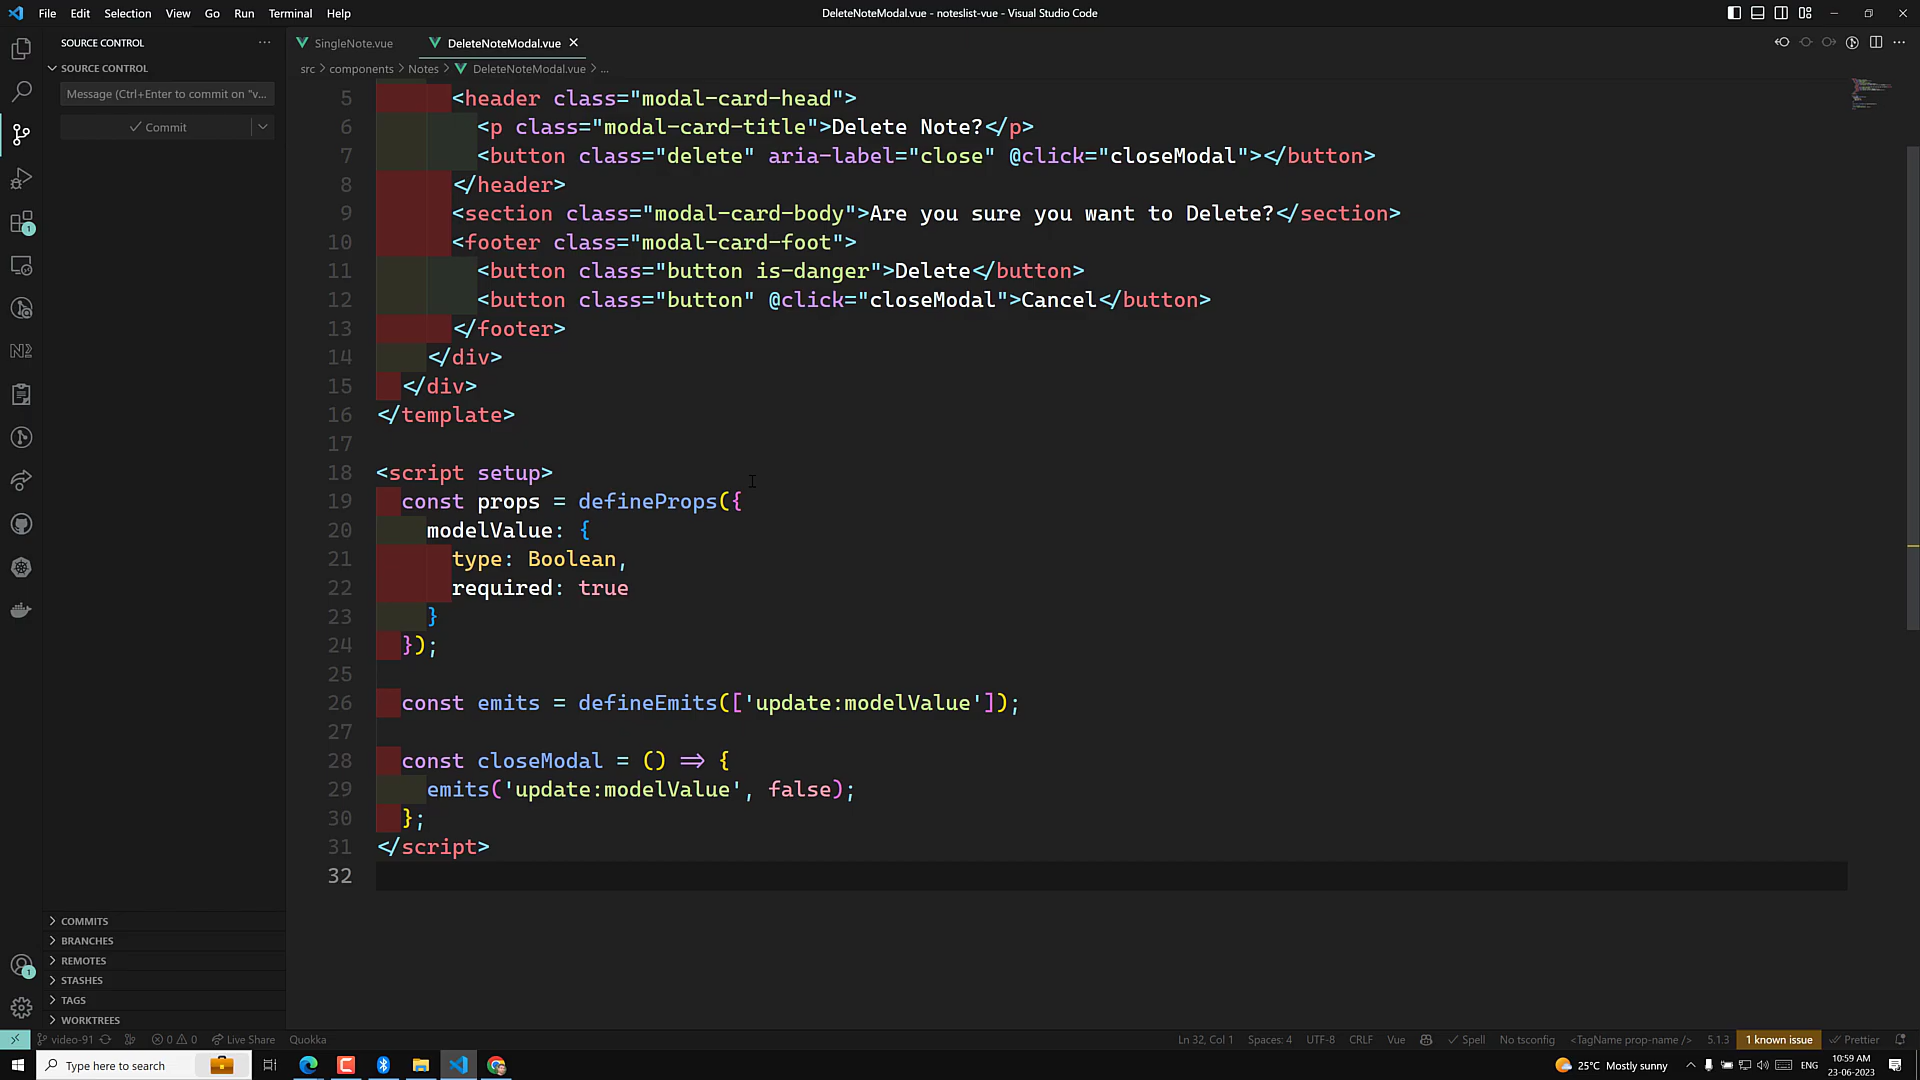 File Edit Selection View Go Run Terminal Help
DeleteNoteModal.vue - noteslist-vue - Visual Studio Code
SOURCE CONTROL
SOURCE CONTROL
Message (Ctrl+Enter to commit on "v...
Commit
SingleNote.vue DeleteNoteModal.vue
src > components > Notes > DeleteNoteModal.vue > ...
5 <header class="modal-card-head">
6 <p class="modal-card-title">Delete Note?</p>
7 <button class="delete" aria-label="close" @click="closeModal"></button>
8 </header>
9 <section class="modal-card-body">Are you sure you want to Delete?</section>
10 <footer class="modal-card-foot">
11 <button class="button is-danger">Delete</button>
12 <button class="button" @click="closeModal">Cancel</button>
13 </footer>
14 </div>
15 </div>
16 </template>
17
18 <script setup>
19 const props = defineProps({
20 modelValue: {
21 type: Boolean,
22 required: true
23 }
24 });
25
26 const emits = defineEmits(['update:modelValue']);
27
28 const closeModal = () => {
29 emits('update:modelValue', false);
30 };
31 </script>
32
COMMITS
BRANCHES
REMOTES
STASHES
TAGS
WORKTREES
1
1
N2
video-91 0 0 Live Share Quokka
Ln 32, Col 1 Spaces: 4 UTF-8 CRLF Vue Spell No tsconfig <TagName prop-name /> 5.1.3 1 known issue Prettier
Type here to search
25°C Mostly sunny ENG
10:59 AM
23-06-2023